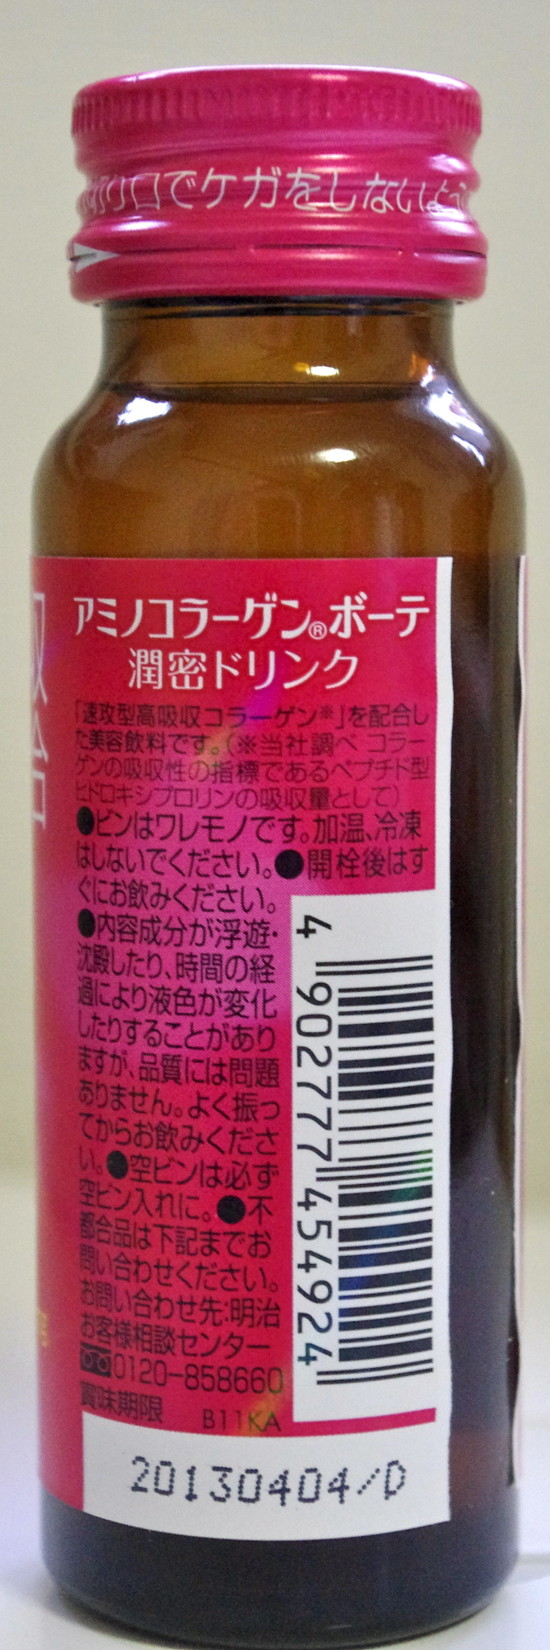 切り口でケガをしないよう
アミノコラーゲン®ボーテ
潤密ドリンク
「速攻型高吸収コラーゲン※」を配合し
た美容飲料です。(※当社調べ コラー
ゲンの吸収性の指標であるペプチド型
ヒドロキシプロリンの吸収量として)
●ビンはワレモノです。加温、冷凍
はしないでください。●開栓後はす
ぐにお飲みください。
●内容成分が浮遊・
沈殿したり、時間の経
過により液色が変化
したりすることがあり
ますが、品質には問題
ありません。よく振っ
てからお飲みくださ
い。●空ビンは必ず
空ビン入れに。●不
都合品は下記までお
問い合わせください。
お問い合わせ先:明治
お客様相談センター
0120-858660
賞味期限 B11KA
4 902777 454924
20130404/D